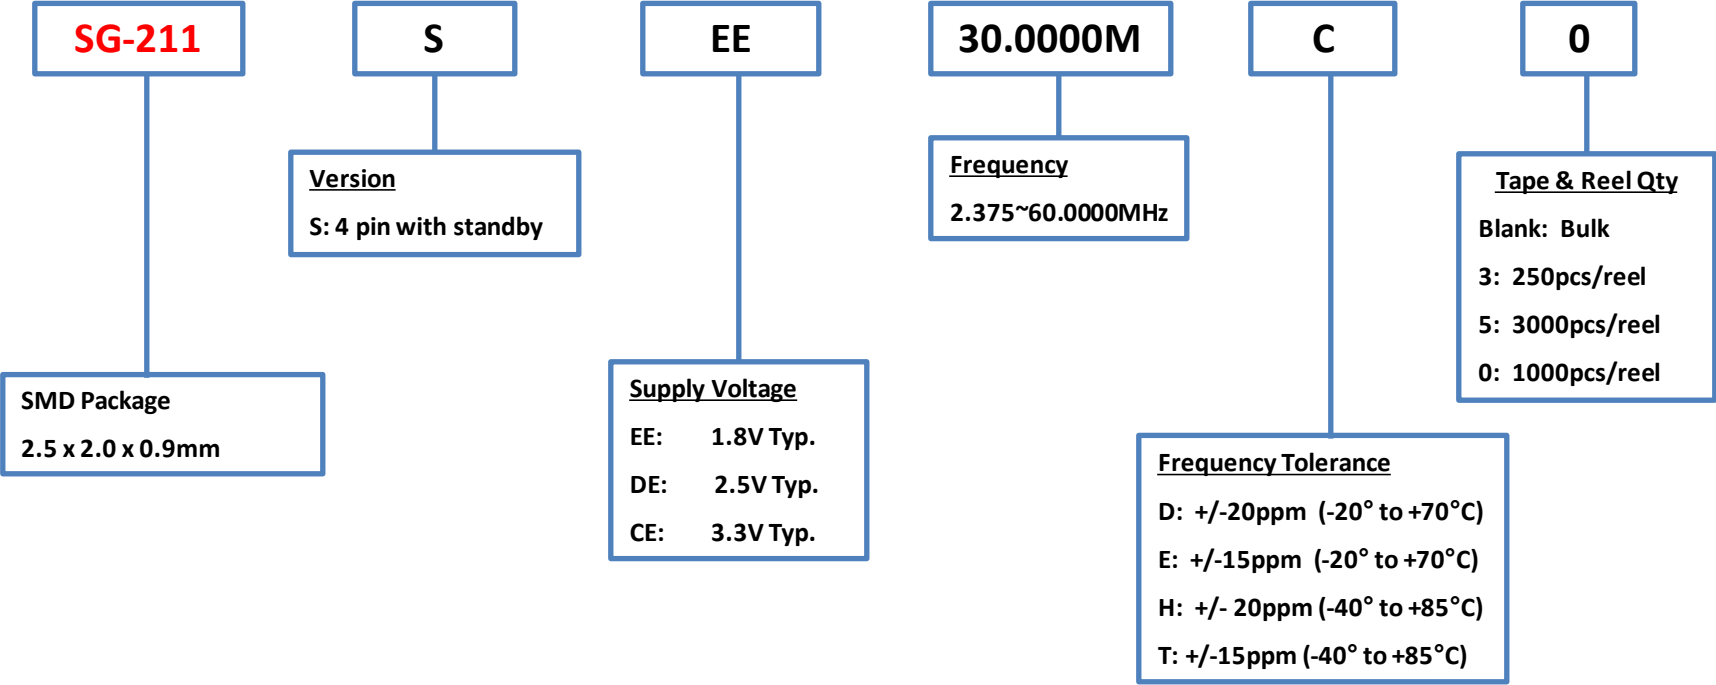 SG-211
S
EE
30.0000M
C
0
Version
S: 4 pin with standby
Frequency
2.375~60.0000MHz
Tape & Reel Qty
Blank: Bulk
3: 250pcs/reel
5: 3000pcs/reel
0: 1000pcs/reel
SMD Package
2.5 x 2.0 x 0.9mm
Supply Voltage
EE: 1.8V Typ.
DE: 2.5V Typ.
CE: 3.3V Typ.
Frequency Tolerance
D: +/-20ppm (-20° to +70°C)
E: +/-15ppm (-20° to +70°C)
H: +/- 20ppm (-40° to +85°C)
T: +/-15ppm (-40° to +85°C)